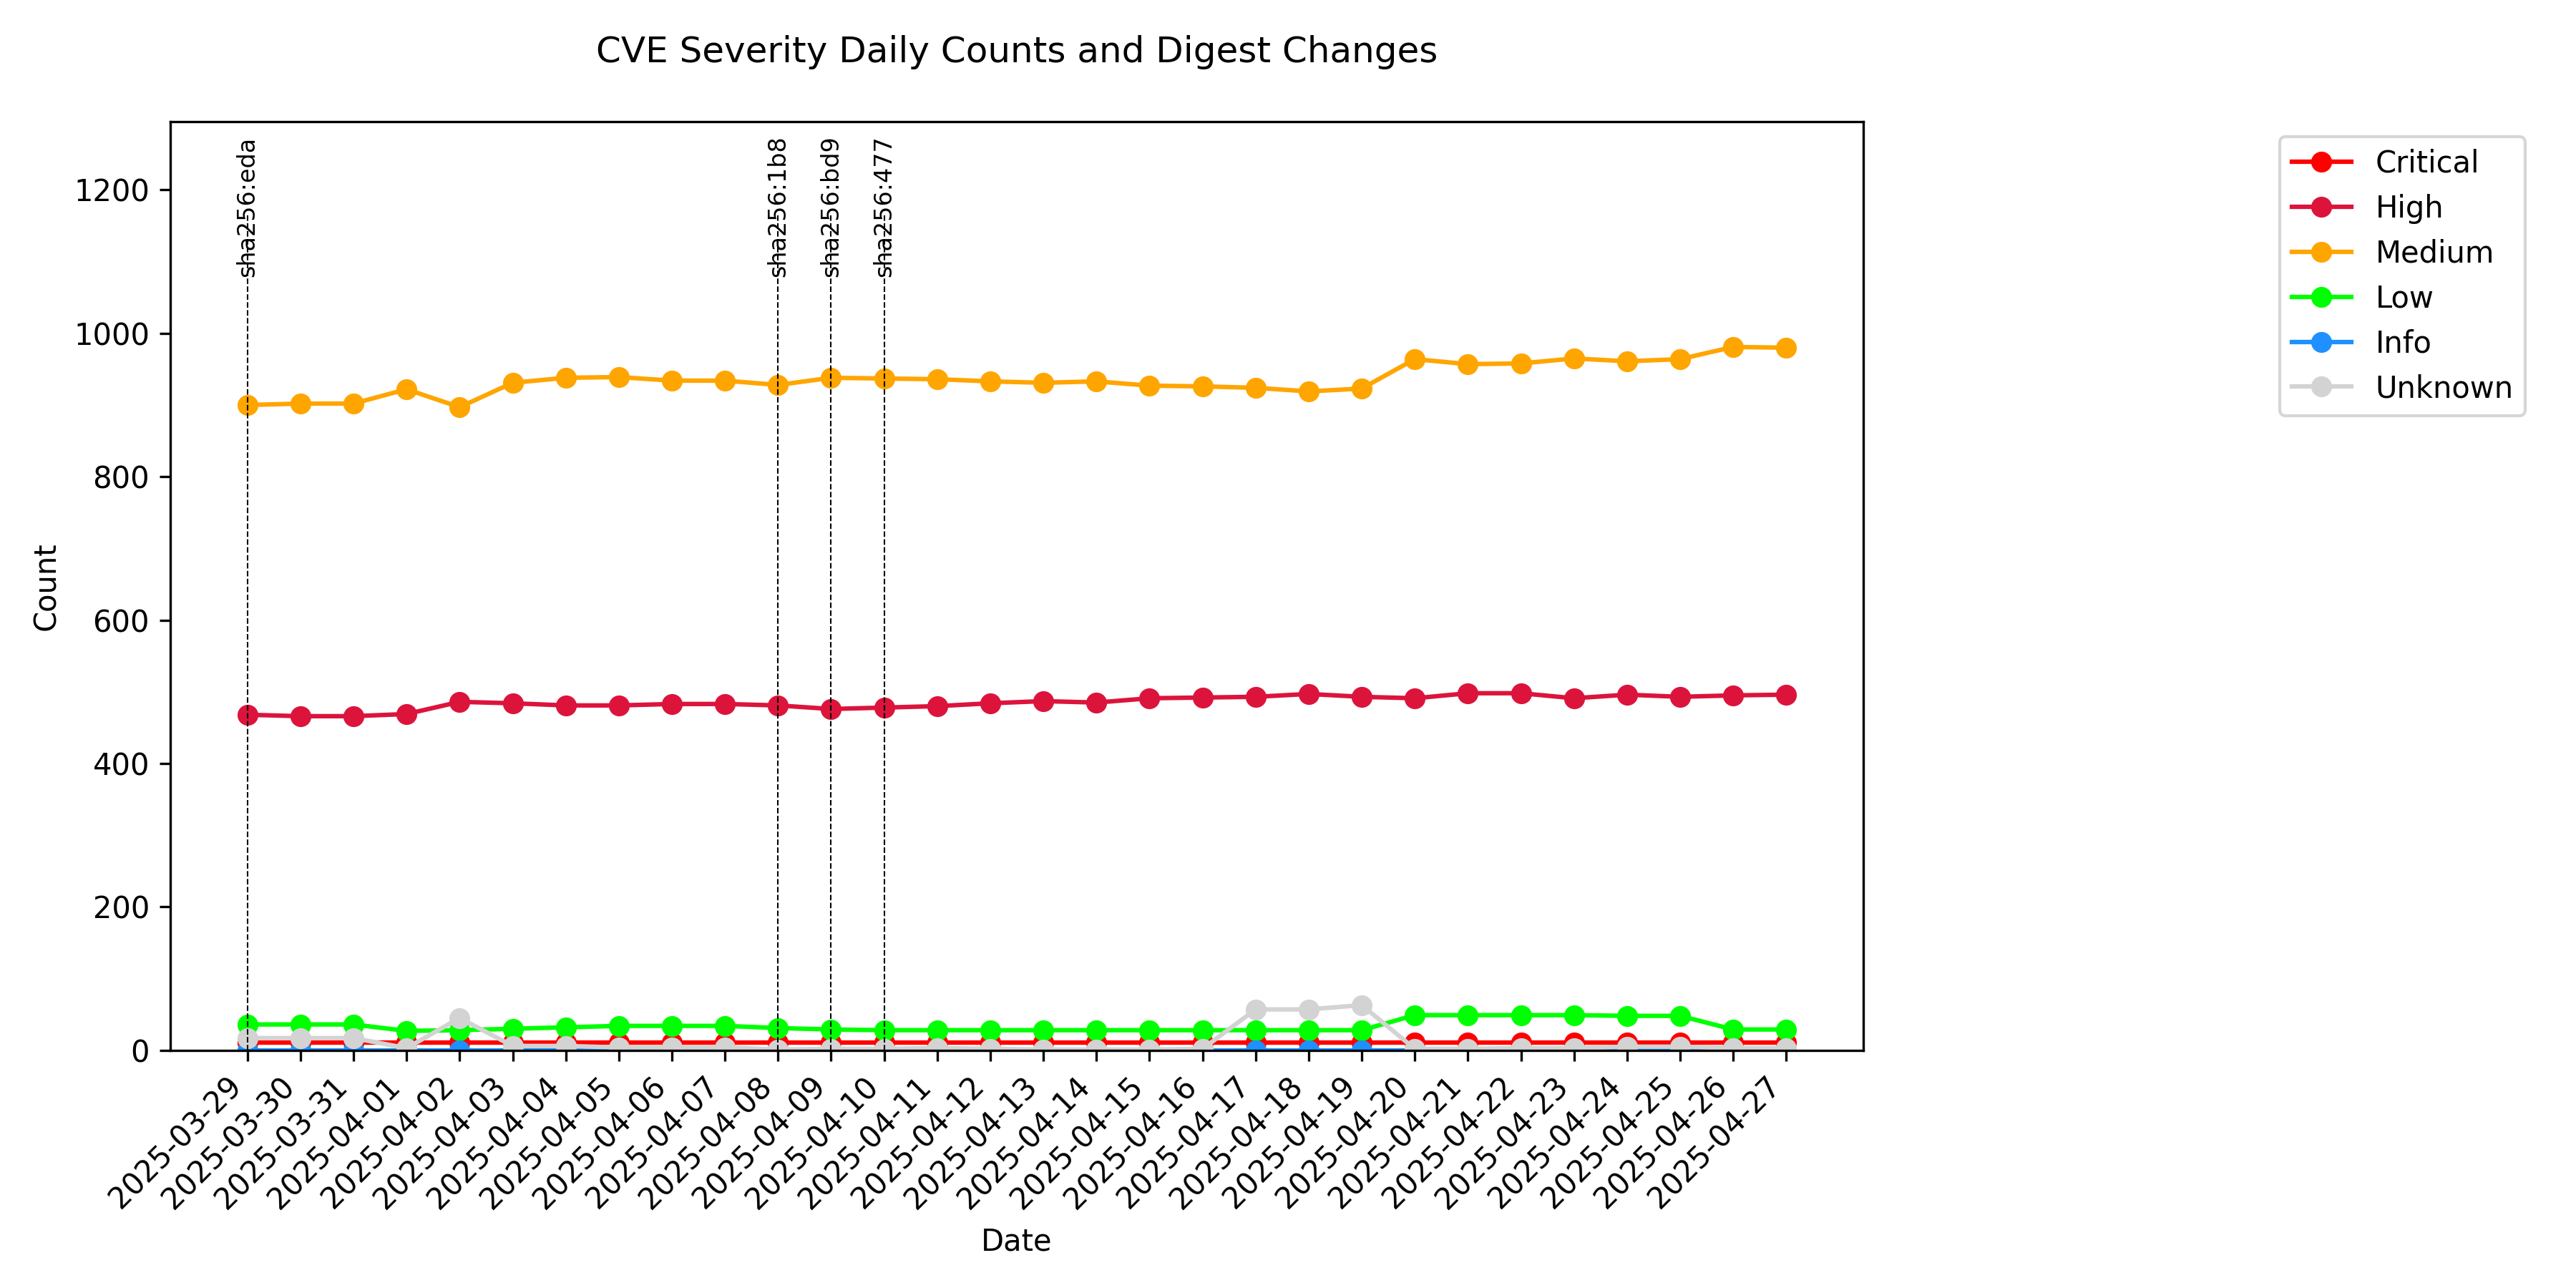 CVE Severity Daily Counts and Digest Changes
sha256:eda
sha256:1b8
sha256:bd9
sha256:477
Critical
High
Medium
Low
Info
Unknown
1200
1000
800
600
400
200
0
Count
2025-03-29
2025-03-30
2025-03-31
2025-04-01
2025-04-02
2025-04-03
2025-04-04
2025-04-05
2025-04-06
2025-04-07
2025-04-08
2025-04-09
2025-04-10
2025-04-11
2025-04-12
2025-04-13
2025-04-14
2025-04-15
2025-04-16
2025-04-17
2025-04-18
2025-04-19
2025-04-20
2025-04-21
2025-04-22
2025-04-23
2025-04-24
2025-04-25
2025-04-26
2025-04-27
Date